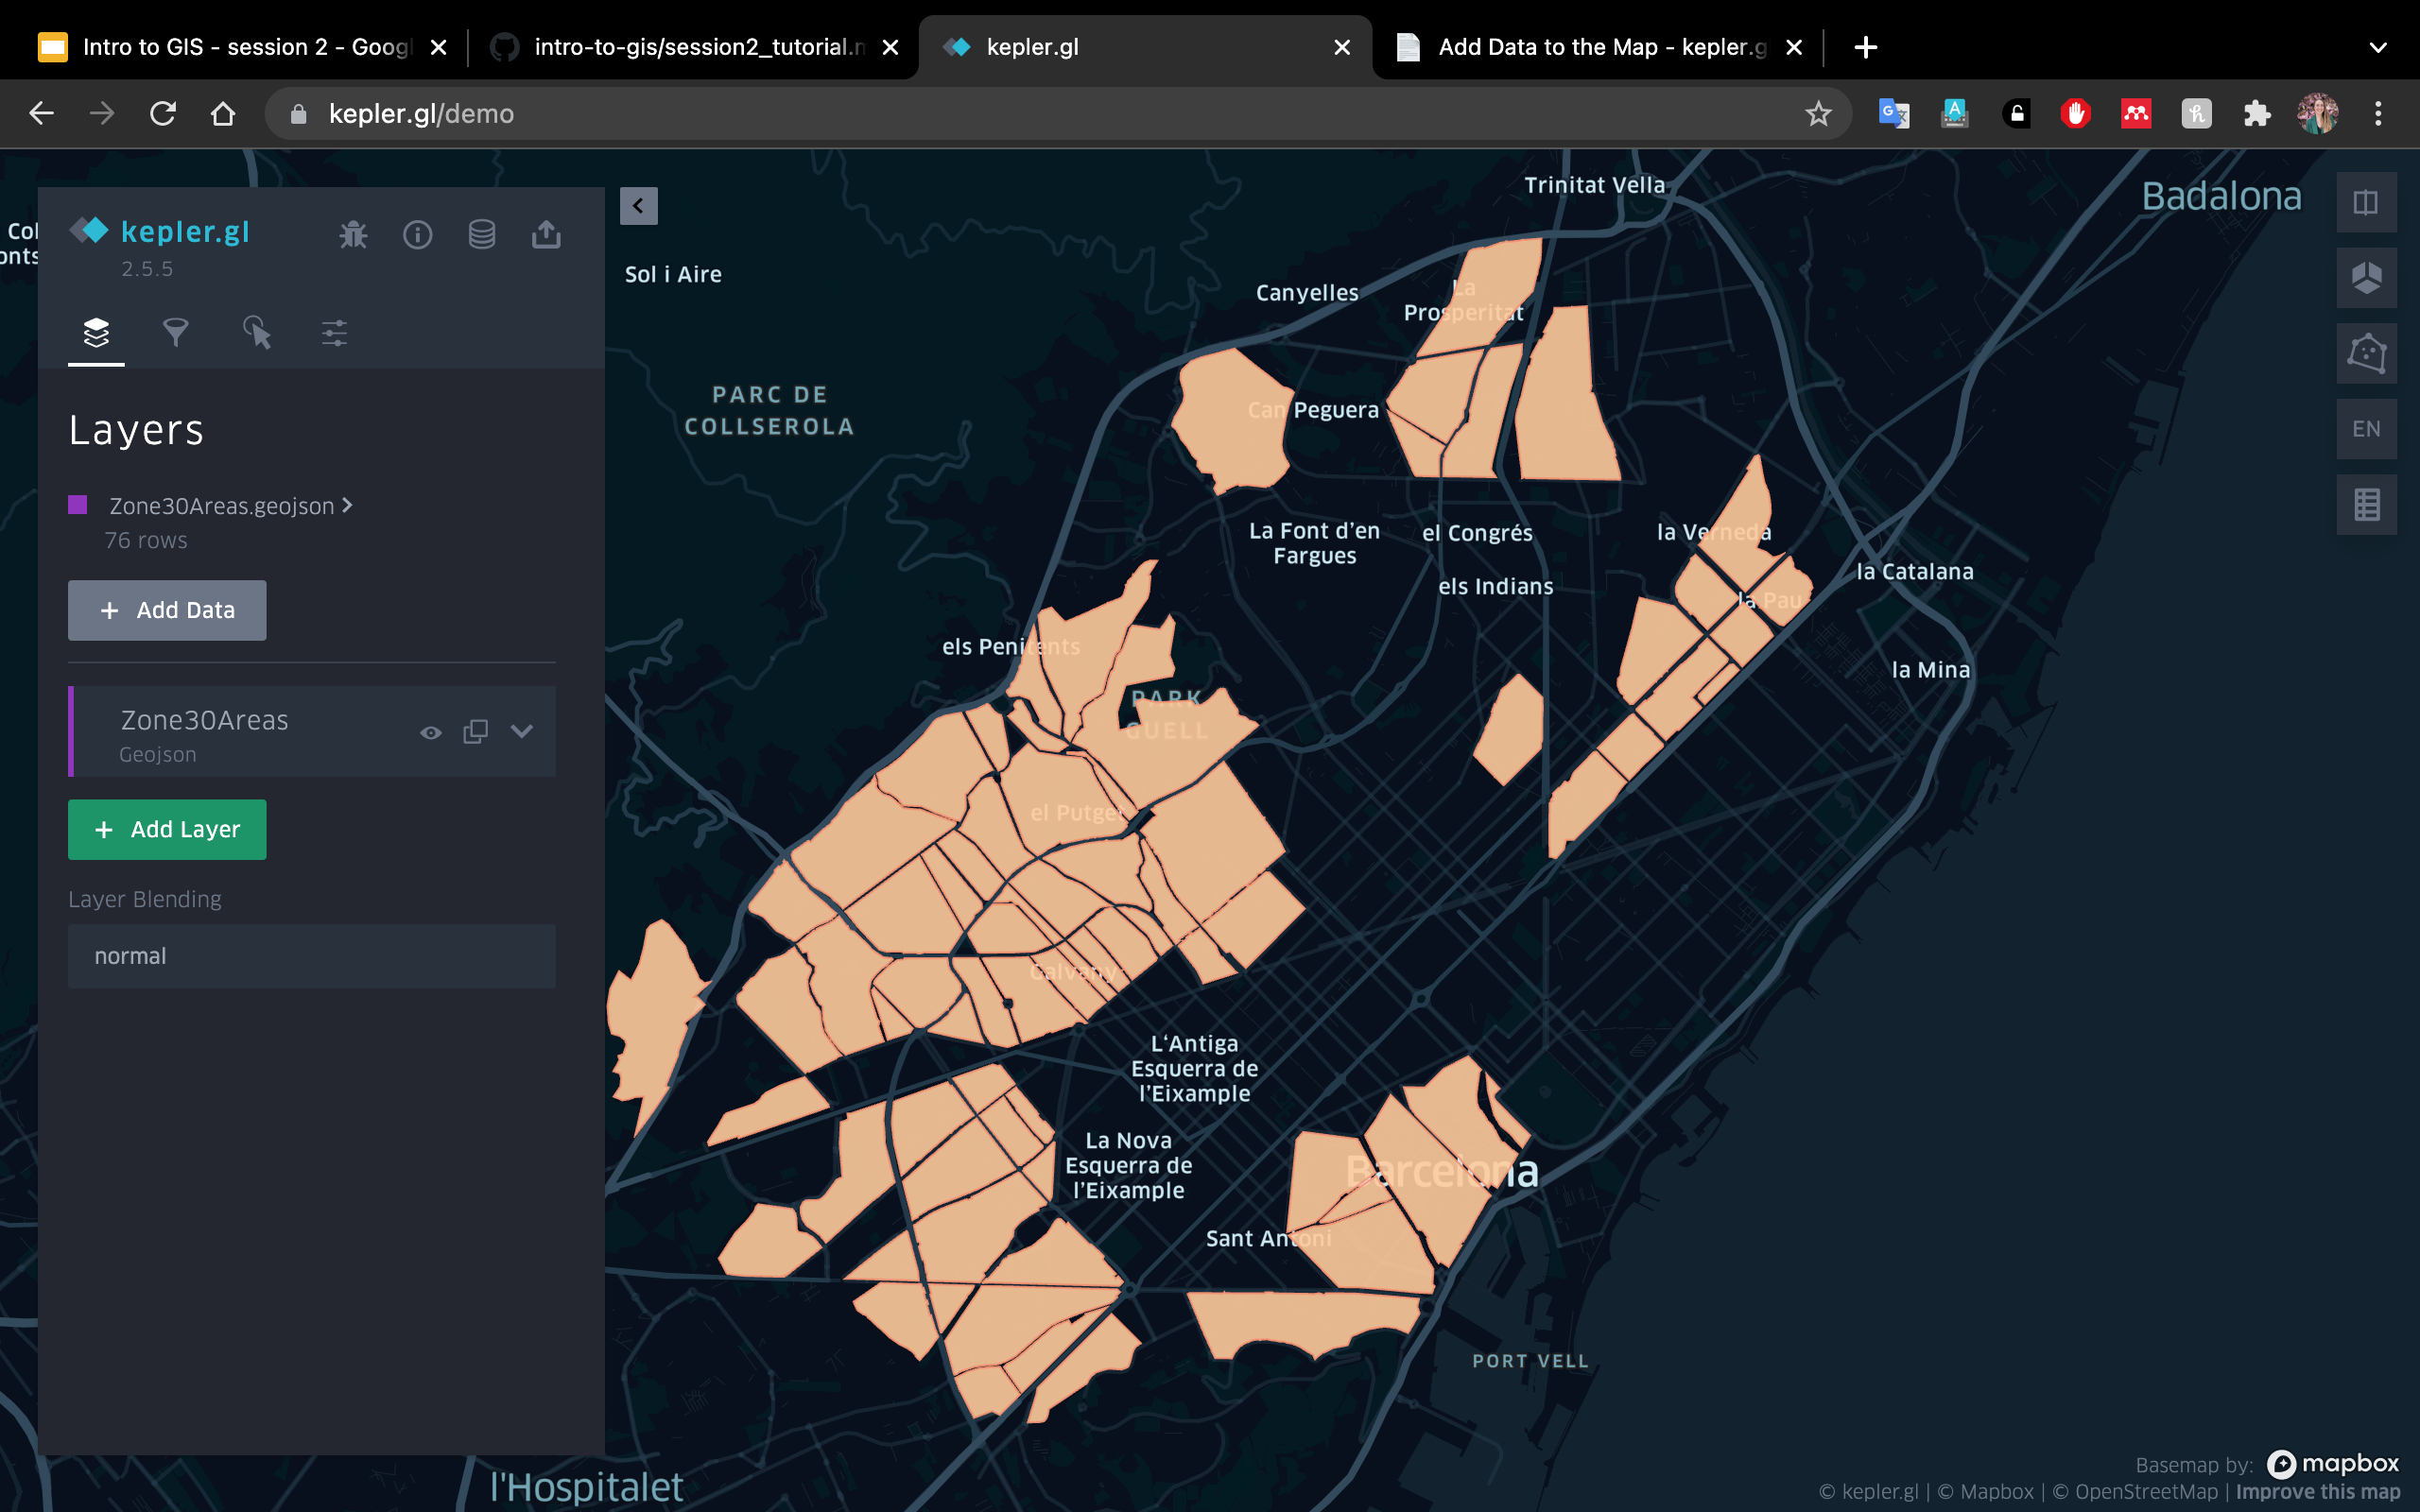 Intro to GIS - session 2 - Googl
intro-to-gis/session2_tutorial.m
kepler.gl
Add Data to the Map - kepler.g
kepler.gl/demo
kepler.gl
2.5.5
Layers
Zone30Areas.geojson
76 rows
+ Add Data
Zone30Areas
Geojson
+ Add Layer
Layer Blending
normal
Trinitat Vella
Badalona
Sol i Aire
Canyelles
La
Prosperitat
PARC DE
COLLSEROLA
Can Peguera
EN
La Font d'en
Fargues
el Congrés
la Verneda
els Indians
la Catalana
la Pau
els Penitents
la Mina
PARK
GUELL
el Putget
Galvany
L'Antiga
Esquerra de
l'Eixample
La Nova
Esquerra de
l'Eixample
Barcelona
Sant Antoni
PORT VELL
l'Hospitalet
Basemap by: mapbox
© kepler.gl | © Mapbox | © OpenStreetMap | Improve this map